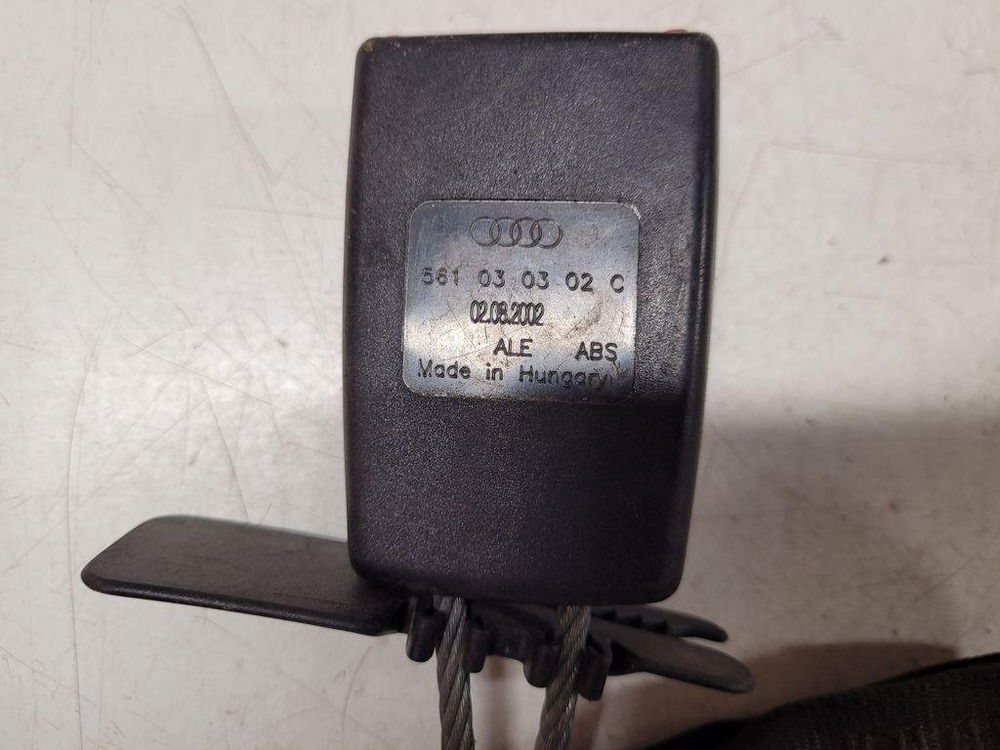 561 03 03 02 C
02.08.2002
ALE ABS
Made in Hungary